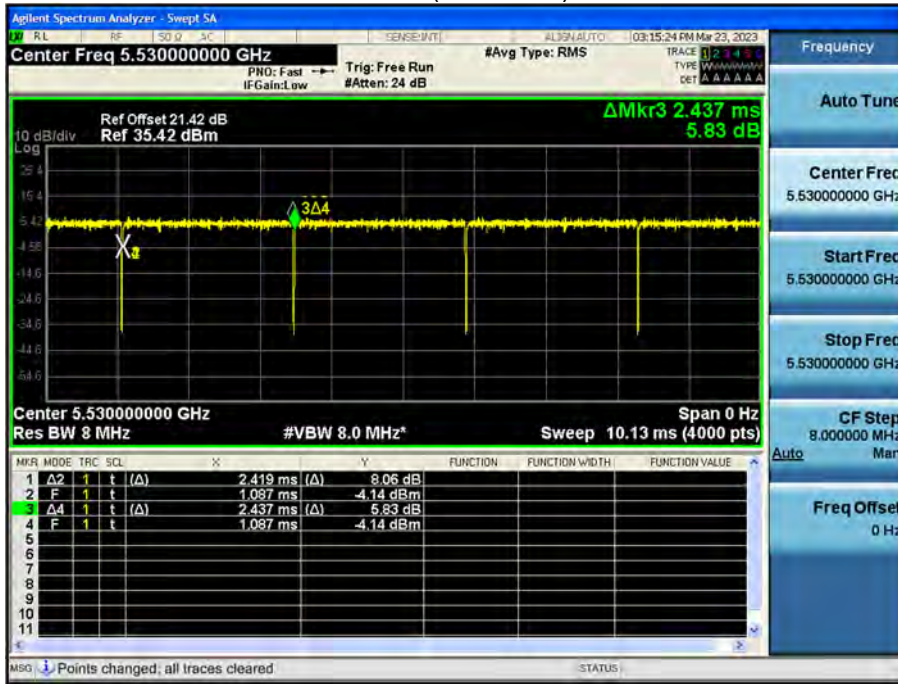 Agilent Spectrum Analyzer - Swept SA
RL RF 50 Ω AC SENSE:INT ALIGN AUTO 03:15:24 PM Mar 23, 2023
Center Freq 5.530000000 GHz
PNO: Fast
IFGain:Low
Trig: Free Run
#Atten: 24 dB
#Avg Type: RMS
TRACE 1 2 3 4 5 6
TYPE W
DET A A A A A A
Frequency
Auto Tune
Ref Offset 21.42 dB
10 dB/div Ref 35.42 dBm
Log
ΔMkr3 2.437 ms
5.83 dB
25.4
15.4
5.42
-4.58
-14.6
-24.6
-34.6
-44.6
-54.6
3Δ4
X
Center Freq
5.530000000 GHz
Start Freq
5.530000000 GHz
Stop Freq
5.530000000 GHz
CF Step
8.000000 MHz
Auto Man
Freq Offset
0 Hz
Center 5.530000000 GHz Span 0 Hz
Res BW 8 MHz #VBW 8.0 MHz* Sweep 10.13 ms (4000 pts)
MKR MODE TRC SCL X Y FUNCTION FUNCTION WIDTH FUNCTION VALUE
1 Δ2 1 t (Δ) 2.419 ms (Δ) 8.06 dB
2 F 1 t 1.087 ms -4.14 dBm
3 Δ4 1 t (Δ) 2.437 ms (Δ) 5.83 dB
4 F 1 t 1.087 ms -4.14 dBm
5
6
7
8
9
10
11
MSG Points changed; all traces cleared STATUS